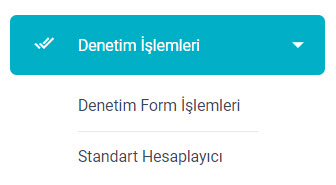 Denetim İşlemleri
Denetim Form İşlemleri
Standart Hesaplayıcı